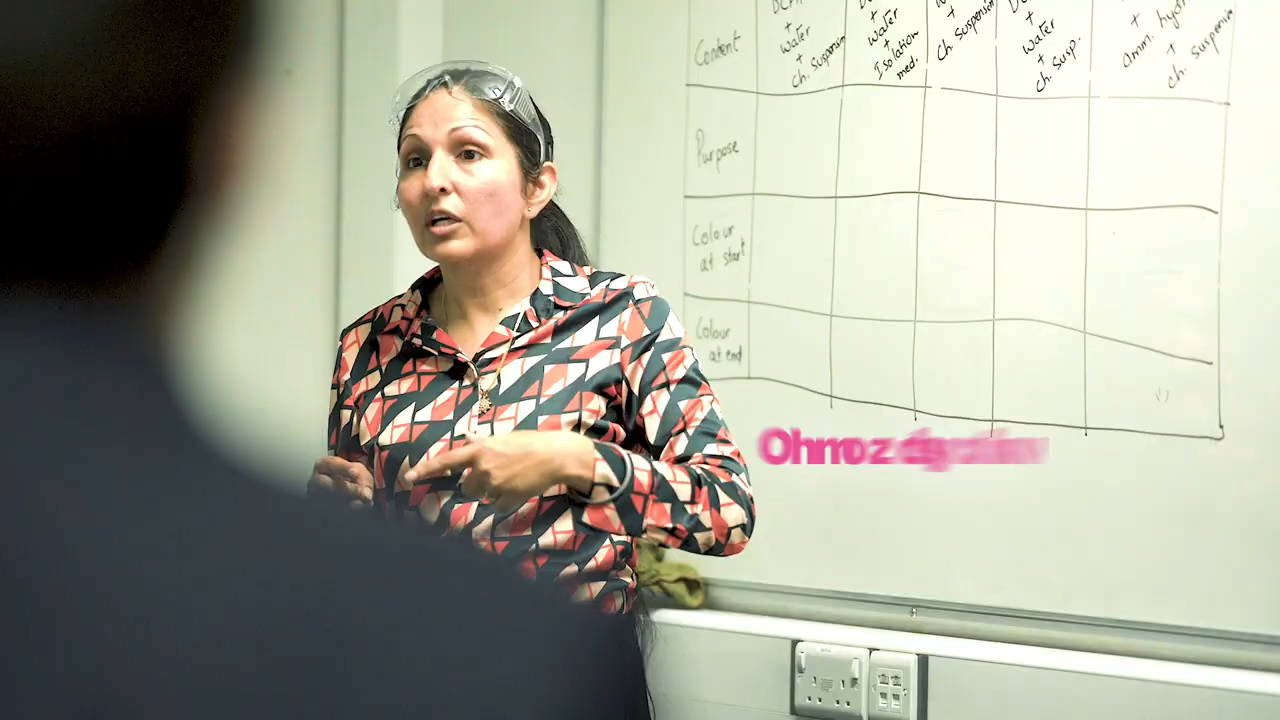 Content
+
Water
+
Ch. Suspension
+
Water
+
Isolation
med.
+
Ch. Suspension
+
Water
+
Ch. Susp.
+
Amm. hydr
+
Ch. Suspension
Purpose
Colour
at start
Colour
at end